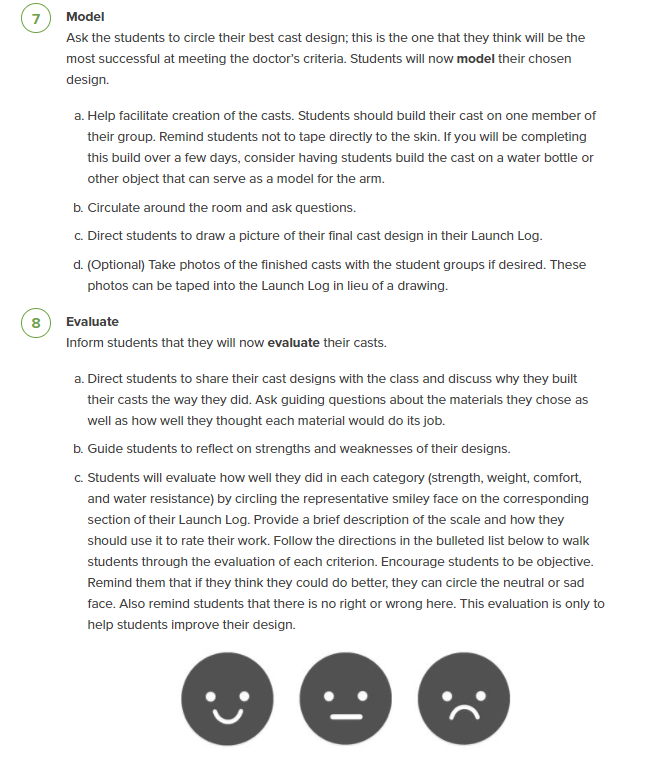 7
Model
Ask the students to circle their best cast design; this is the one that they think will be the
most successful at meeting the doctor's criteria. Students will now model their chosen
design.
a. Help facilitate creation of the casts. Students should build their cast on one member of
their group. Remind students not to tape directly to the skin. If you will be completing
this build over a few days, consider having students build the cast on a water bottle or
other object that can serve as a model for the arm.
b. Circulate around the room and ask questions.
c. Direct students to draw a picture of their final cast design in their Launch Log.
d. (Optional) Take photos of the finished casts with the student groups if desired. These
photos can be taped into the Launch Log in lieu of a drawing.
8
Evaluate
Inform students that they will now evaluate their casts.
a. Direct students to share their cast designs with the class and discuss why they built
their casts the way they did. Ask guiding questions about the materials they chose as
well as how well they thought each material would do its job.
b. Guide students to reflect on strengths and weaknesses of their designs.
c. Students will evaluate how well they did in each category (strength, weight, comfort,
and water resistance) by circling the representative smiley face on the corresponding
section of their Launch Log. Provide a brief description of the scale and how they
should use it to rate their work. Follow the directions in the bulleted list below to walk
students through the evaluation of each criterion. Encourage students to be objective.
Remind them that if they think they could do better, they can circle the neutral or sad
face. Also remind students that there is no right or wrong here. This evaluation is only to
help students improve their design.